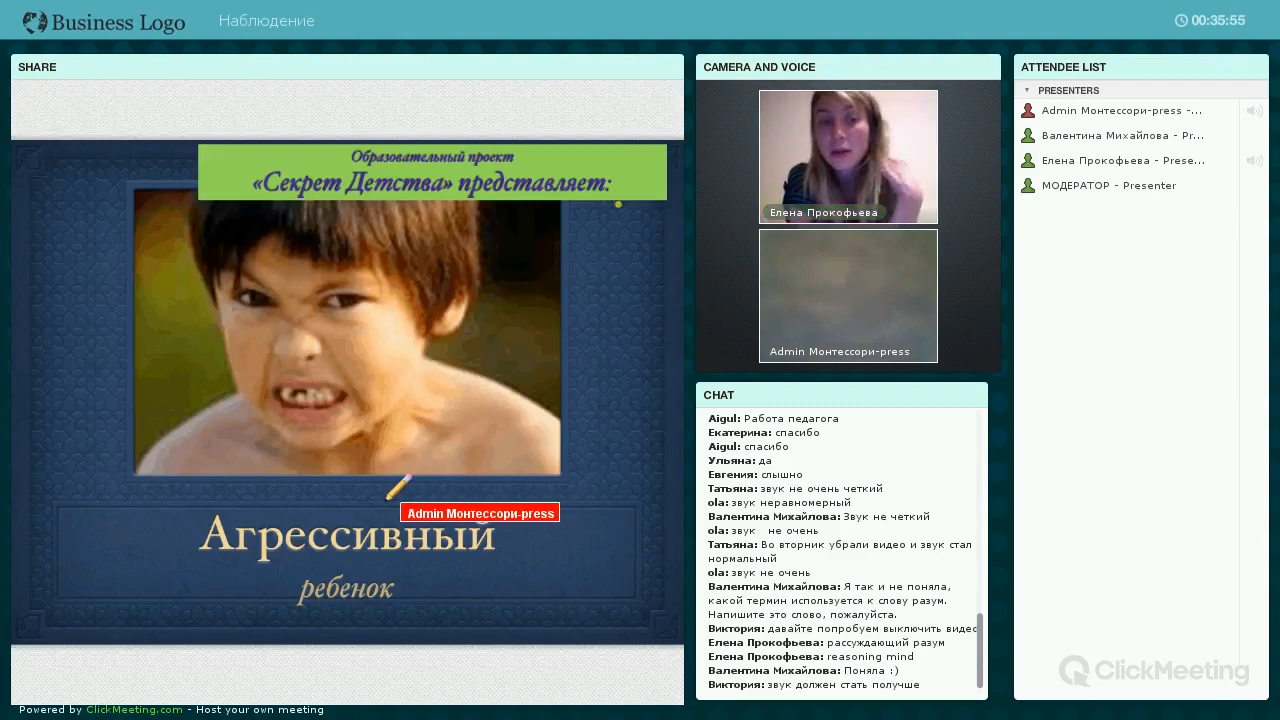 Business Logo
Наблюдение
00:35:55
SHARE
Образовательный проект
«Секрет Детства» представляет:
Admin Монтессори-press
Агрессивный
ребенок
CAMERA AND VOICE
Елена Прокофьева
Admin Монтессори-press
CHAT
Aigul: Работа педагога
Екатерина: спасибо
Aigul: спасибо
Ульяна: да
Евгения: слышно
Татьяна: звук не очень четкий
ola: звук неравномерный
Валентина Михайлова: Звук не четкий
ola: звук не очень
Татьяна: Во вторник убрали видео и звук стал
нормальный
ola: звук не очень
Валентина Михайлова: Я так и не поняла,
какой термин используется к слову разум.
Напишите это слово, пожалуйста.
Виктория: давайте попробуем выключить видео
Елена Прокофьева: рассуждающий разум
Елена Прокофьева: reasoning mind
Валентина Михайлова: Поняла :)
Виктория: звук должен стать получше
ATTENDEE LIST
PRESENTERS
Admin Монтессори-press -...
Валентина Михайлова - Pr...
Елена Прокофьева - Prese...
МОДЕРАТОР - Presenter
ClickMeeting
Powered by ClickMeeting.com - Host your own meeting